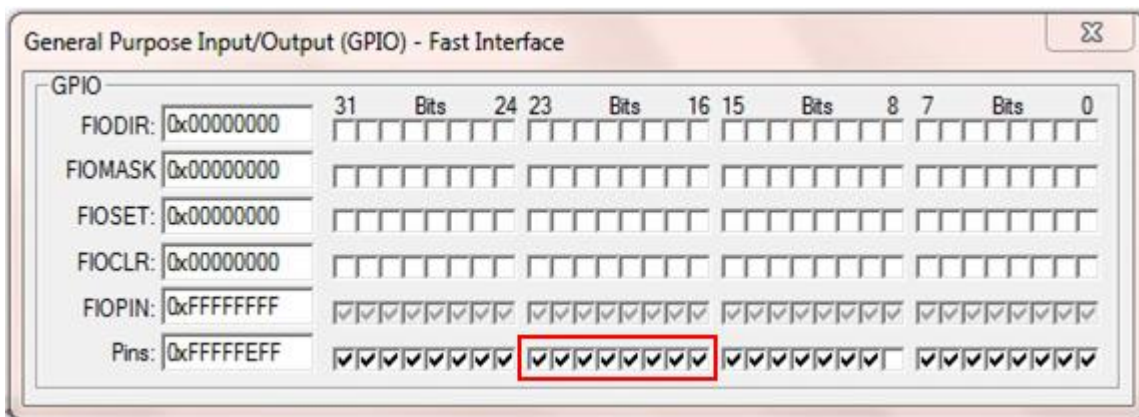 General Purpose Input/Output (GPIO) - Fast Interface
GPIO
31 Bits 24 23 Bits 16 15 Bits 8 7 Bits 0
FIODIR: 0x00000000
FIOMASK 0x00000000
FIOSET: 0x00000000
FIOCLR: 0x00000000
FIOPIN: 0xFFFFFFFF
Pins: 0xFFFFFEFF